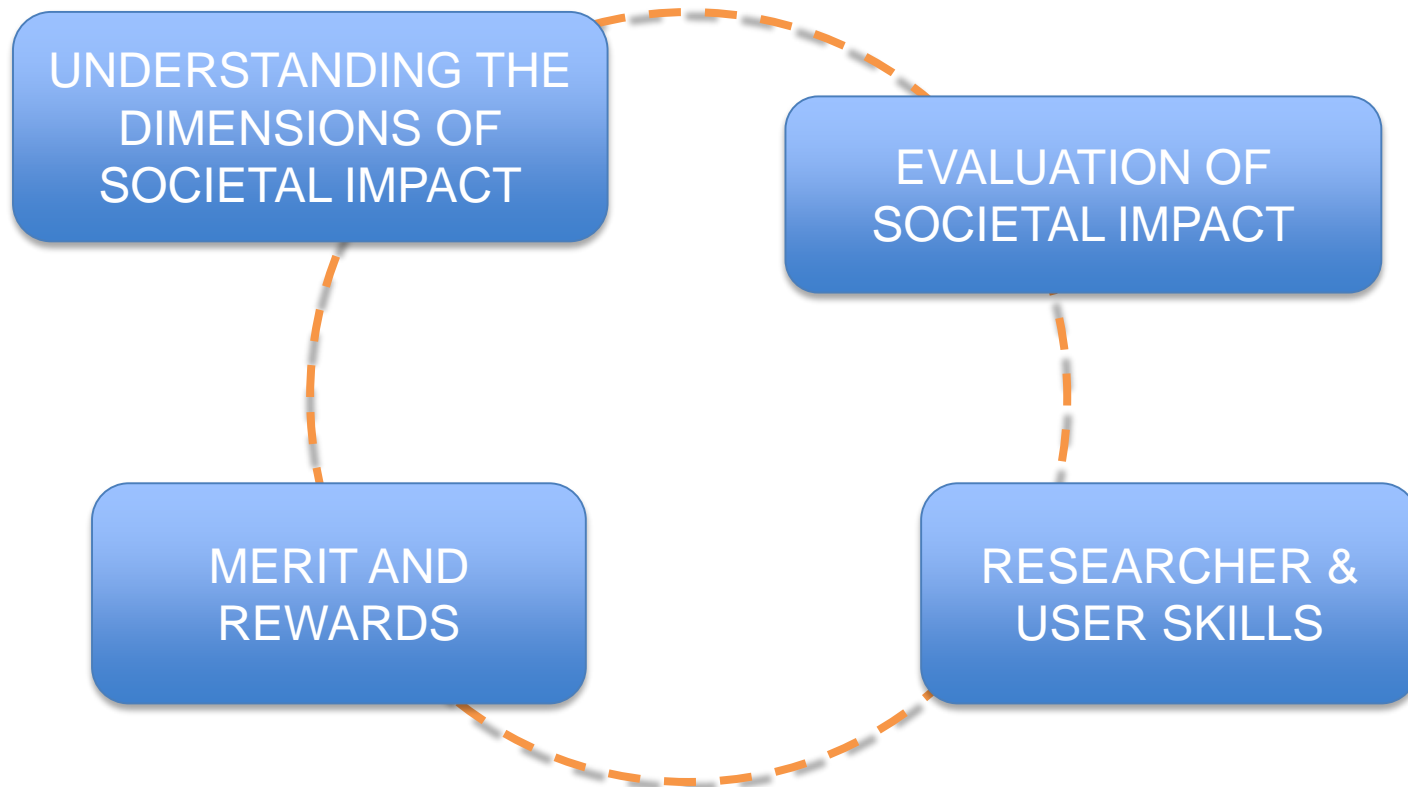 UNDERSTANDING THE
DIMENSIONS OF
SOCIETAL IMPACT
EVALUATION OF
SOCIETAL IMPACT
MERIT AND
REWARDS
RESEARCHER &
USER SKILLS